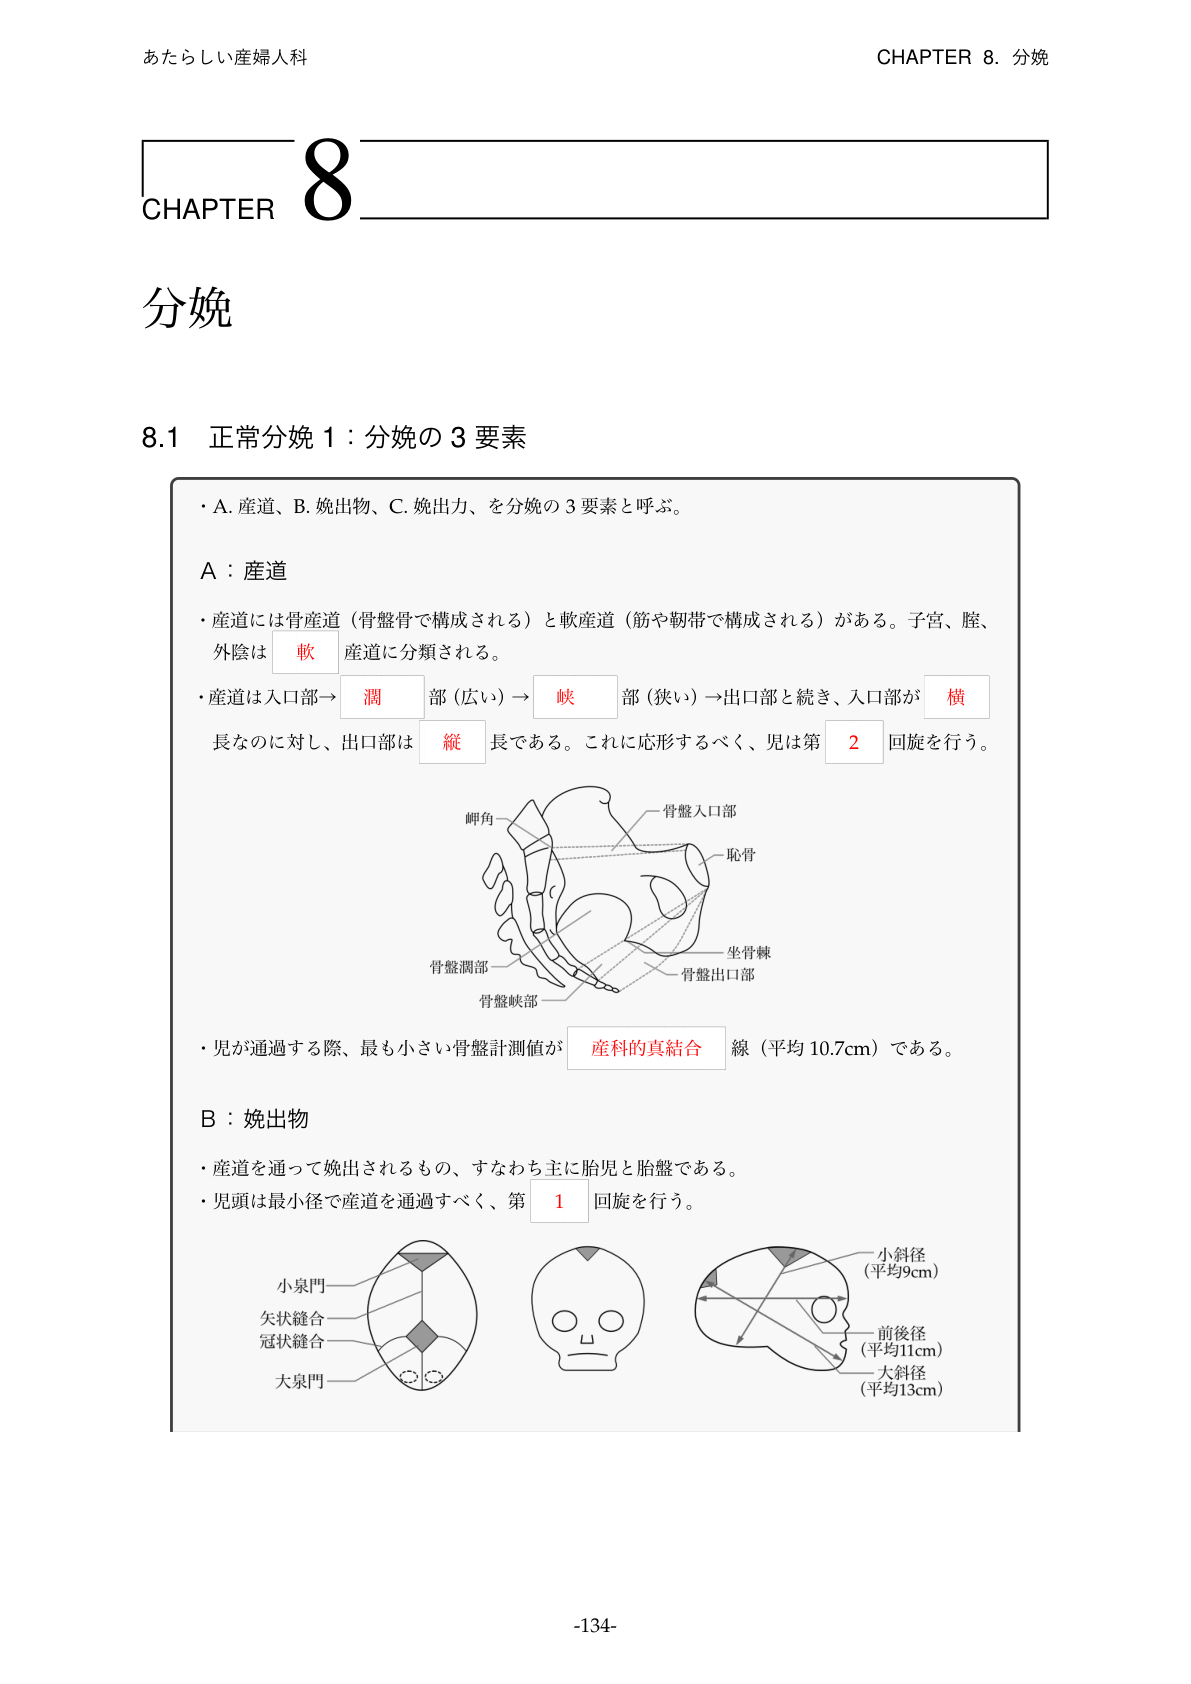 あたらしい産婦人科
CHAPTER 8. 分娩
CHAPTER 8
分娩
8.1 正常分娩 1：分娩の 3 要素
・A. 産道、B. 娩出物、C. 娩出力、を分娩の 3 要素と呼ぶ。
A：産道
・産道には骨産道（骨盤骨で構成される）と軟産道（筋や靭帯で構成される）がある。子宮、腟、
外陰は 軟 産道に分類される。
・産道は入口部→ 濶 部（広い）→ 峡 部（狭い）→出口部と続き、入口部が 横
長なのに対し、出口部は 縦 長である。これに応形するべく、児は第 2 回旋を行う。
岬角
骨盤入口部
恥骨
坐骨棘
骨盤濶部
骨盤出口部
骨盤峡部
・児が通過する際、最も小さい骨盤計測値が 産科的真結合 線（平均 10.7cm）である。
B：娩出物
・産道を通って娩出されるもの、すなわち主に胎児と胎盤である。
・児頭は最小径で産道を通過すべく、第 1 回旋を行う。
小泉門
矢状縫合
冠状縫合
大泉門
小斜径
（平均9cm）
前後径
（平均11cm）
大斜径
（平均13cm）
-134-